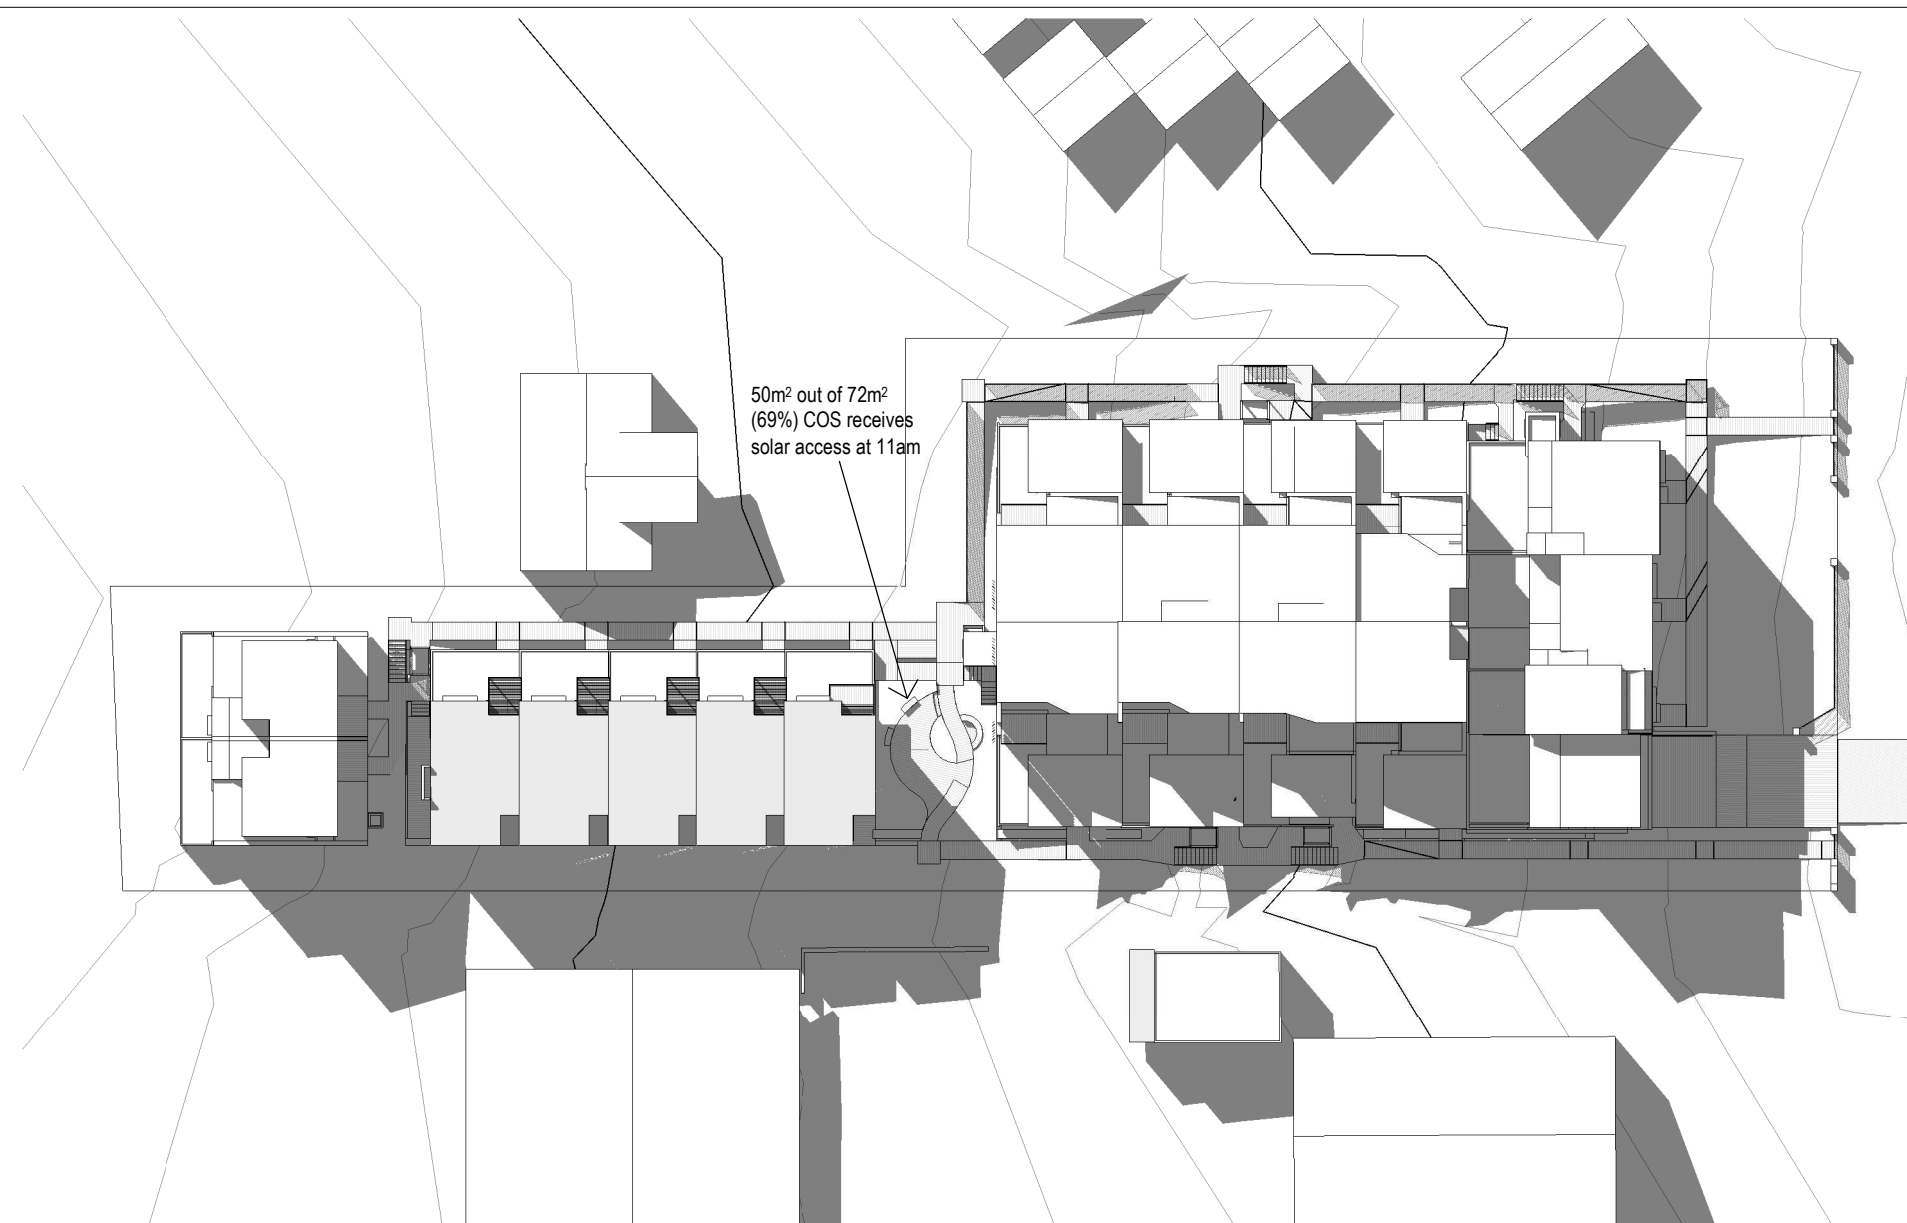 50m² out of 72m²
(69%) COS receives
solar access at 11am